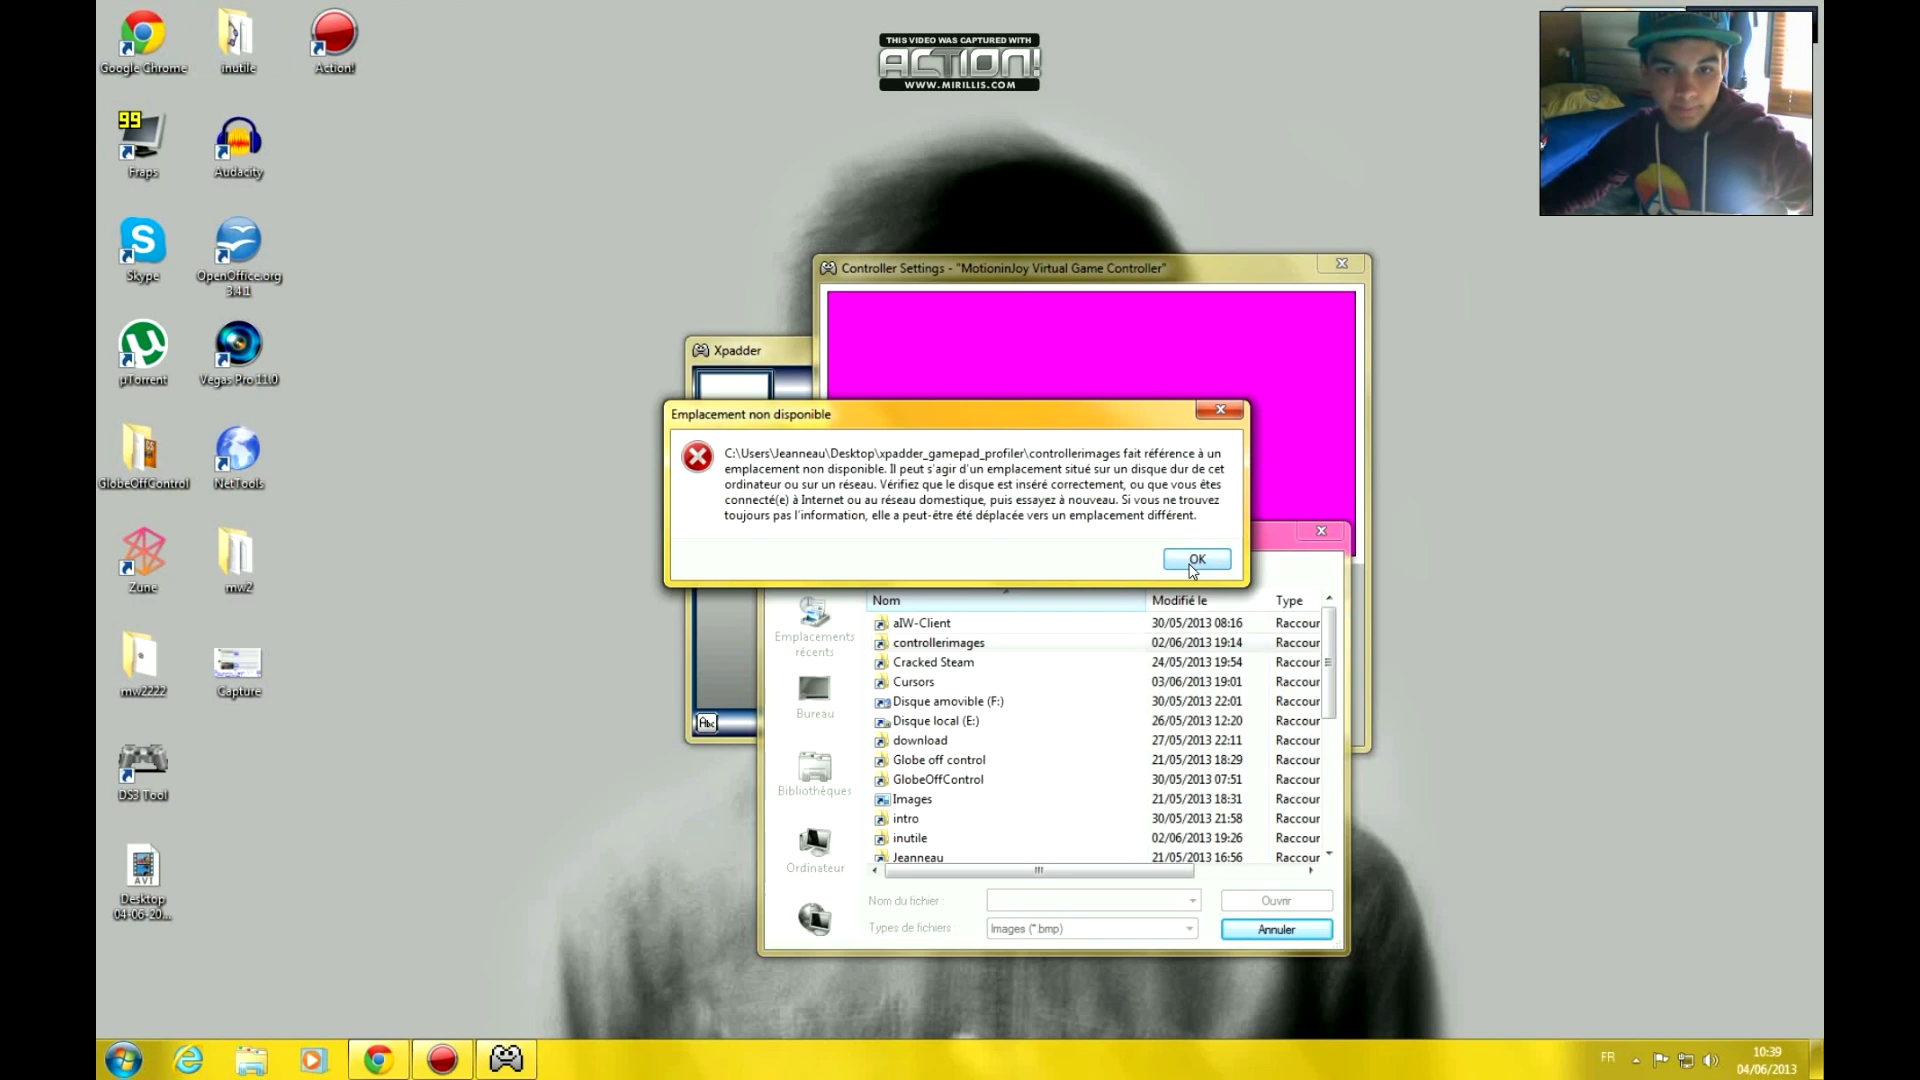 Google Chrome
inutile
Action!
THIS VIDEO WAS CAPTURED WITH
ACTION!
WWW.MIRILLIS.COM
99
Fraps
Audacity
Skype
OpenOffice.org
3.4.1
µTorrent
Vegas Pro 11.0
GlobeOffControl
NetTools
Zune
mw2
mw2222
Capture
DS3 Tool
AVI
Desktop
04-06-20...
Controller Settings - "MotioninJoy Virtual Game Controller"
Xpadder
Emplacement non disponible
C:\Users\Jeanneau\Desktop\xpadder_gamepad_profiler\controllerimages fait référence à un
emplacement non disponible. Il peut s'agir d'un emplacement situé sur un disque dur de cet
ordinateur ou sur un réseau. Vérifiez que le disque est inséré correctement, ou que vous êtes
connecté(e) à Internet ou au réseau domestique, puis essayez à nouveau. Si vous ne trouvez
toujours pas l'information, elle a peut-être été déplacée vers un emplacement différent.
OK
Abc
Emplacements
récents
Bureau
Bibliothèques
Ordinateur
Nom Modifié le Type
aIW-Client 30/05/2013 08:16 Raccour
controllerimages 02/06/2013 19:14 Raccour
Cracked Steam 24/05/2013 19:54 Raccour
Cursors 03/06/2013 19:01 Raccour
Disque amovible (F:) 30/05/2013 22:01 Raccour
Disque local (E:) 26/05/2013 12:20 Raccour
download 27/05/2013 22:11 Raccour
Globe off control 21/05/2013 18:29 Raccour
GlobeOffControl 30/05/2013 07:51 Raccour
Images 21/05/2013 18:31 Raccour
intro 30/05/2013 21:58 Raccour
inutile 02/06/2013 19:26 Raccour
Jeanneau 21/05/2013 16:56 Raccour
Nom du fichier : Ouvrir
Types de fichiers : Images (*.bmp) Annuler
FR
10:39
04/06/2013